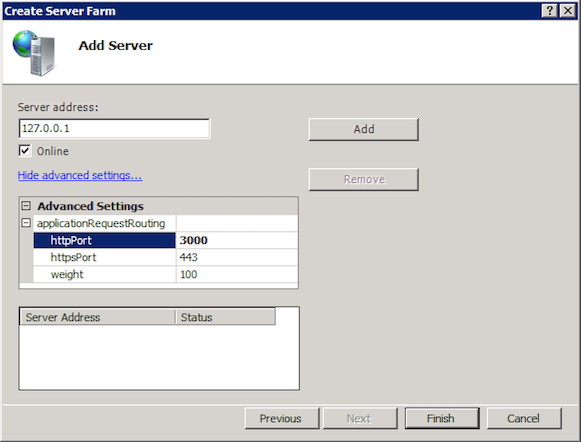 Create Server Farm
Add Server
Server address:
127.0.0.1
Add
Online
Hide advanced settings...
Remove
Advanced Settings
applicationRequestRouting
httpPort 3000
httpsPort 443
weight 100
Server Address Status
Previous Next Finish Cancel